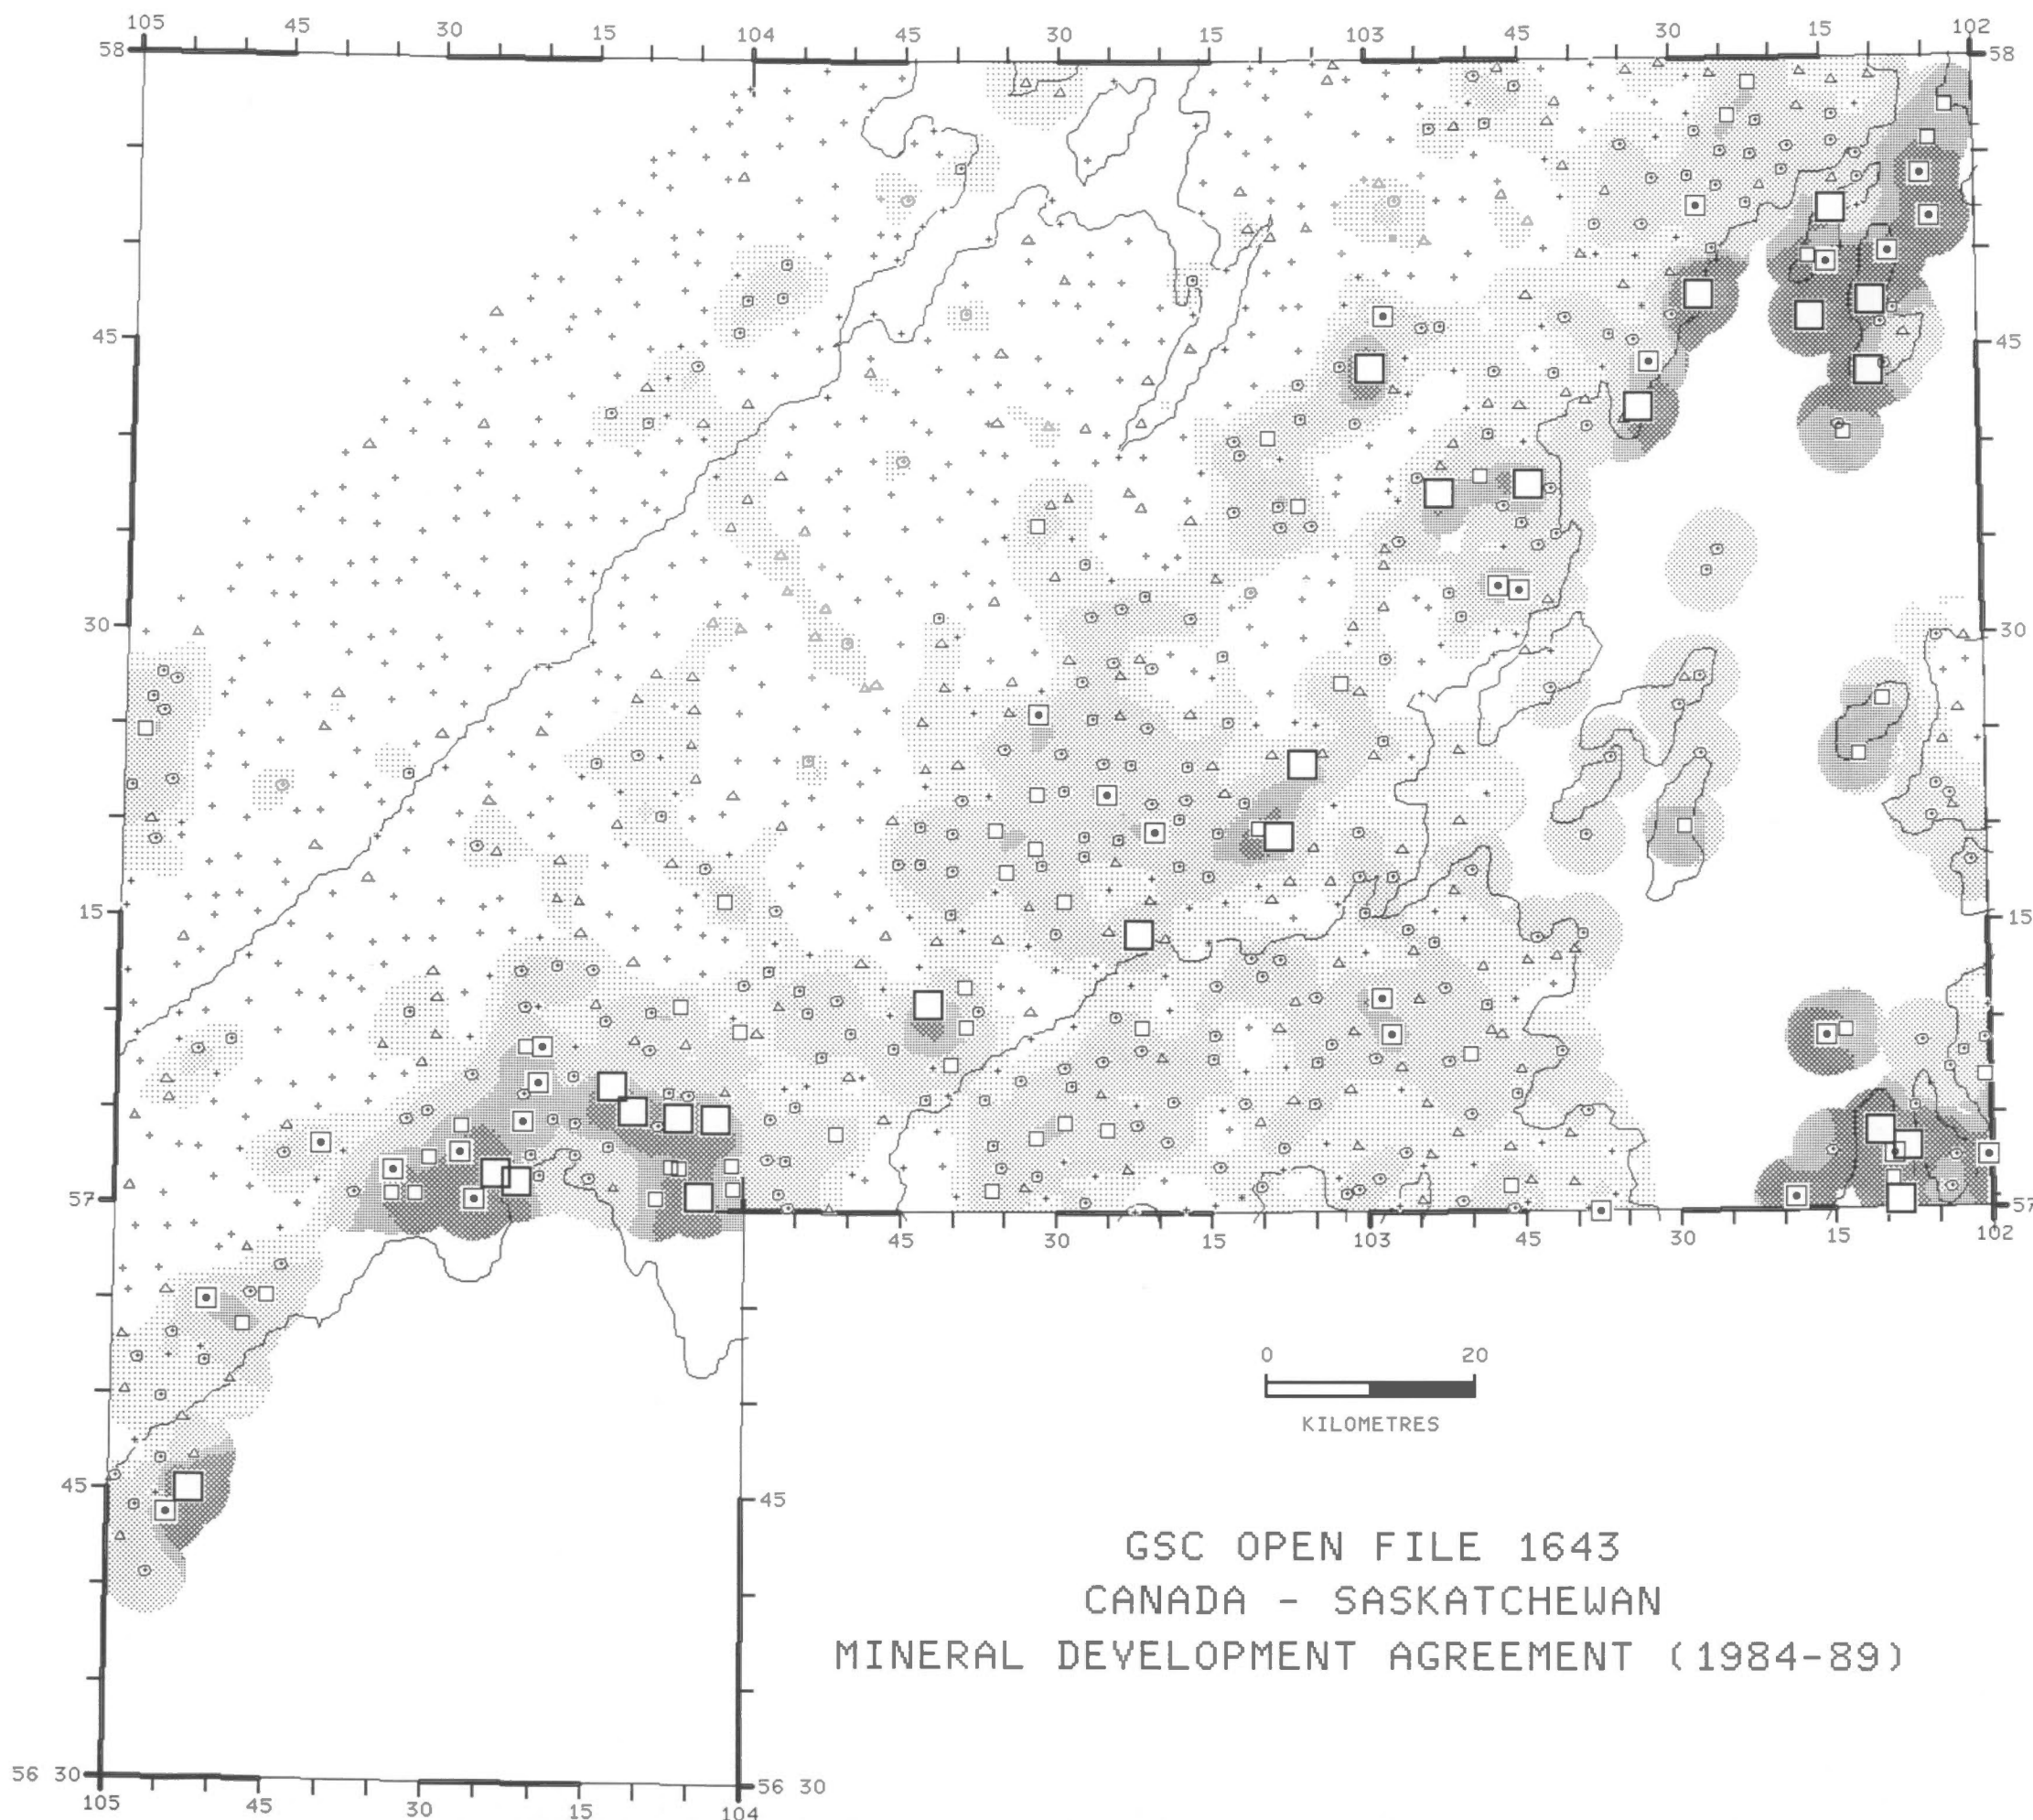 105 45 30 15 104 45 30 15 103 45 30 15 102
58 58
45 45
30 30
15 15
57 57
45 30 15 103 45 30 15 102
0 20
KILOMETRES
45 45
GSC OPEN FILE 1643
CANADA - SASKATCHEWAN
MINERAL DEVELOPMENT AGREEMENT (1984-89)
56 30 56 30
105 45 30 15 104